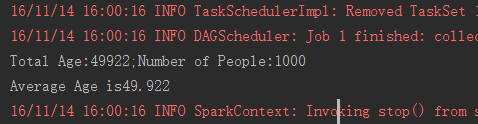 16/11/14 16:00:16 INFO TaskSchedulerImpl: Removed TaskSet 1
16/11/14 16:00:16 INFO DAGScheduler: Job 1 finished: collec
Total Age:49922;Number of People:1000
Average Age is49.922
16/11/14 16:00:16 INFO SparkContext: Invoking stop() from s